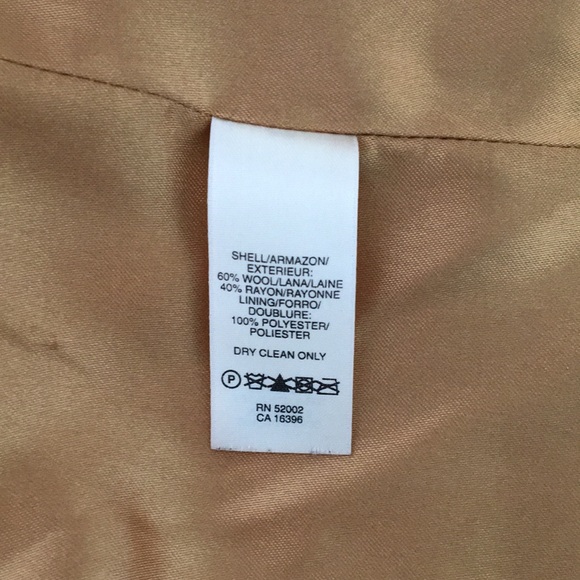 SHELL/ARMAZON/
EXTERIEUR:
60% WOOL/LANA/LAINE
40% RAYON/RAYONNE
LINING/FORRO/
DOUBLURE:
100% POLYESTER/
POLIESTER
DRY CLEAN ONLY
P
RN 52002
CA 16396